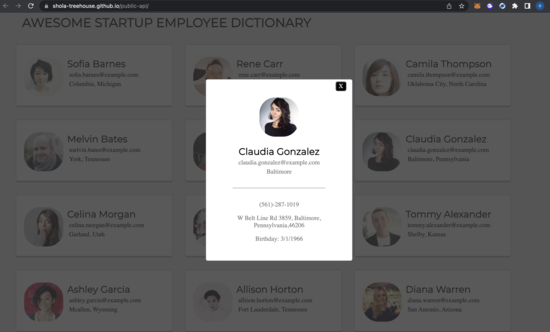 shola-treehouse.github.io/public-api/
AWESOME STARTUP EMPLOYEE DICTIONARY
Sofia Barnes
sofia.barnes@example.com
Columbia, Michigan
Rene Carr
rene.carr@example.com
Camila Thompson
camila.thompson@example.com
Oklahoma City, North Carolina
X
Claudia Gonzalez
claudia.gonzalez@example.com
Baltimore
(561)-287-1019
W Belt Line Rd 3859, Baltimore,
Pennsylvania,46206
Birthday: 3/1/1966
Melvin Bates
melvin.bates@example.com
York, Tennessee
Claudia Gonzalez
claudia.gonzalez@example.com
Baltimore, Pennsylvania
Celina Morgan
celina.morgan@example.com
Garland, Utah
Tommy Alexander
tommy.alexander@example.com
Shelby, Kansas
Ashley Garcia
ashley.garcia@example.com
Mcallen, Wyoming
Allison Horton
allison.horton@example.com
Fort Lauderdale, Tennessee
Diana Warren
diana.warren@example.com
San Antonio, Arizona